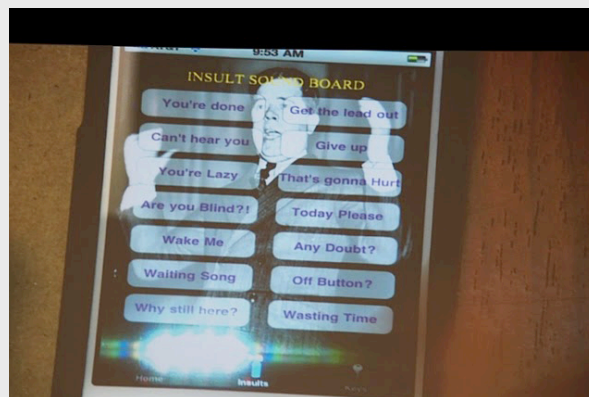 AT&T 9:53 AM
INSULT SOUND BOARD
You're done Get the lead out
Can't hear you Give up
You're Lazy That's gonna Hurt
Are you Blind?! Today Please
Wake Me Any Doubt?
Waiting Song Off Button?
Why still here? Wasting Time
Home Insults